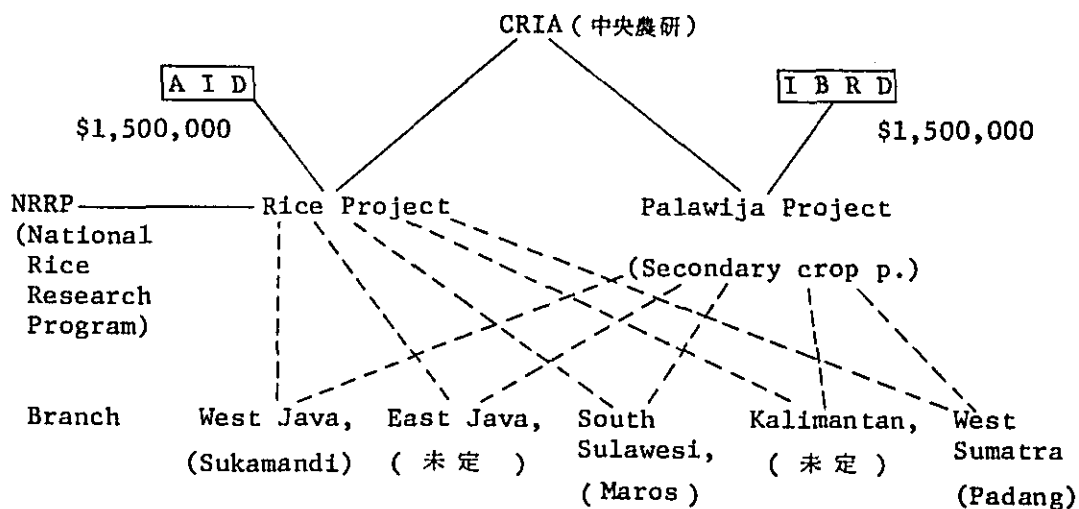 CRIA (中央農研)
A I D
I B R D
$1,500,000
$1,500,000
NRRP
Rice Project
Palawija Project
(National
Rice
Research
Program)
(Secondary crop p.)
Branch
West Java,
(Sukamandi)
East Java,
(未定)
South
Sulawesi,
(Maros)
Kalimantan,
(未定)
West
Sumatra
(Padang)